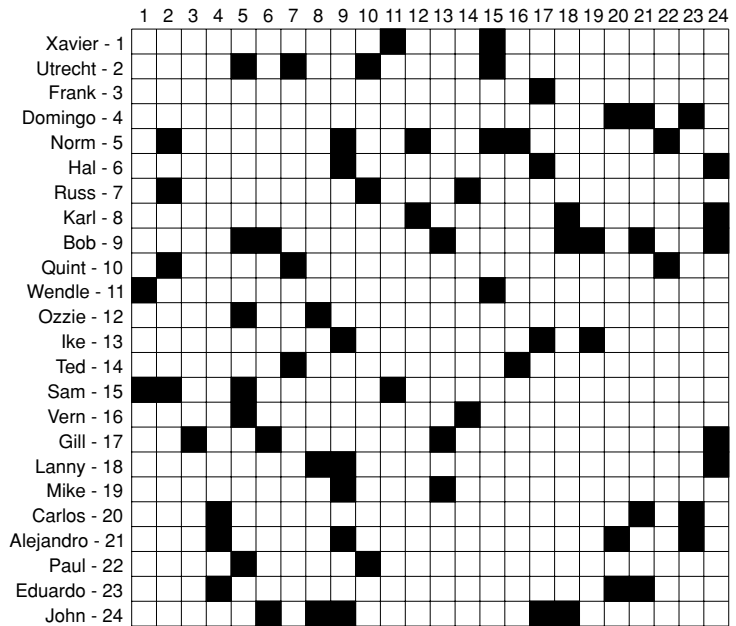 1 2 3 4 5 6 7 8 9 10 11 12 13 14 15 16 17 18 19 20 21 22 23 24
Xavier - 1
Utrecht - 2
Frank - 3
Domingo - 4
Norm - 5
Hal - 6
Russ - 7
Karl - 8
Bob - 9
Quint - 10
Wendle - 11
Ozzie - 12
Ike - 13
Ted - 14
Sam - 15
Vern - 16
Gill - 17
Lanny - 18
Mike - 19
Carlos - 20
Alejandro - 21
Paul - 22
Eduardo - 23
John - 24